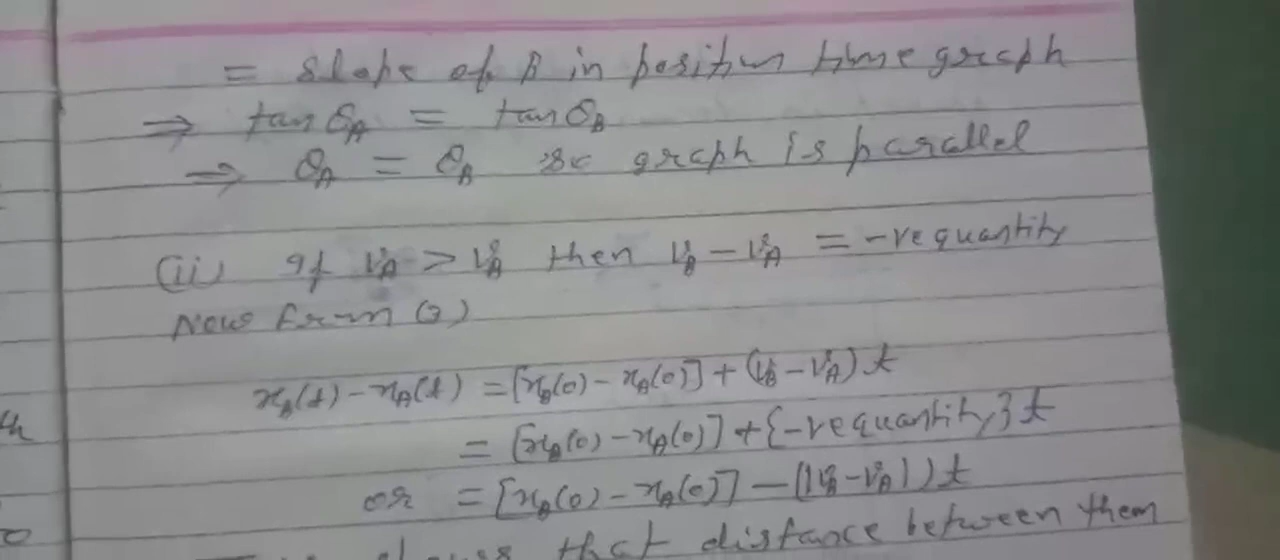 = slope of B in position time graph
⇒ tan θA = tan θB
⇒ θA = θB so graph is parallel
(ii) If vA > vB then vB - vA = -ve quantity
Now from (3)
xB(t) - xA(t) = [xB(0) - xA(0)] + (vB - vA) t
= [xB(0) - xA(0)] + {-ve quantity} t
or = [xB(0) - xA(0)] - (|vB - vA|) t
that distance between them